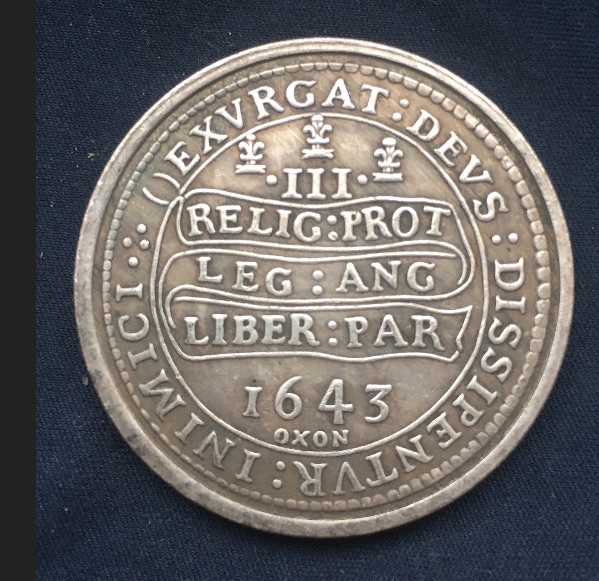 EXVRGAT : DEVS : DISSIPENTVR : INIMICI
·III·
RELIG:PROT
LEG : ANG
LIBER:PAR
1643
OXON